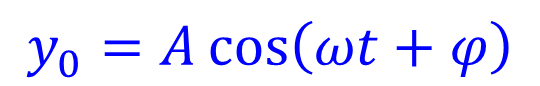 y₀ = A cos(ωt + φ)